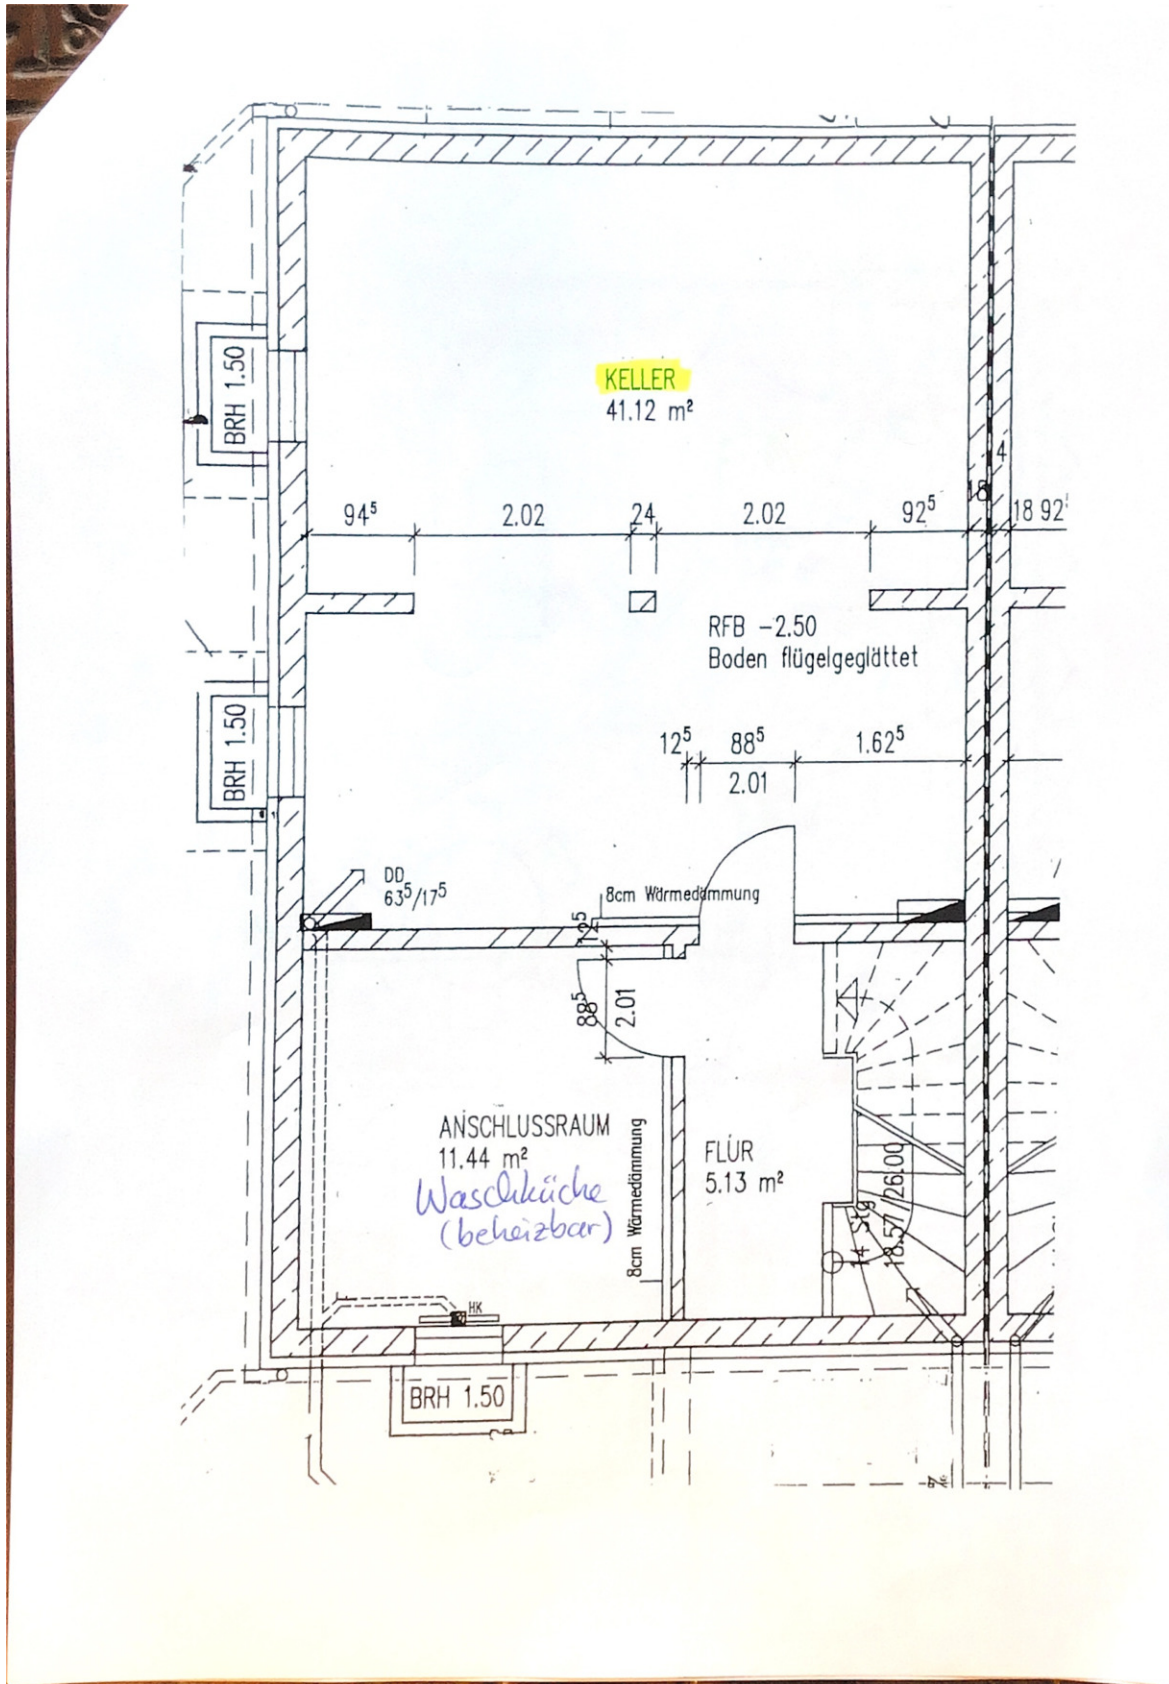 KELLER
41.12 m²
4
18
94⁵ 2.02 24 2.02 92⁵ 18 92⁵
BRH 1.50
RFB -2.50
Boden flügelgeglättet
BRH 1.50
12⁵ 88⁵ 1.62⁵
2.01
DD
63⁵/17⁵
8cm Wärmedämmung
12⁵
88⁵
2.01
ANSCHLUSSRAUM
11.44 m²
Waschküche
(beheizbar)
8cm Wärmedämmung
FLUR
5.13 m²
14 Stg
18.57/26.00
HK
BRH 1.50